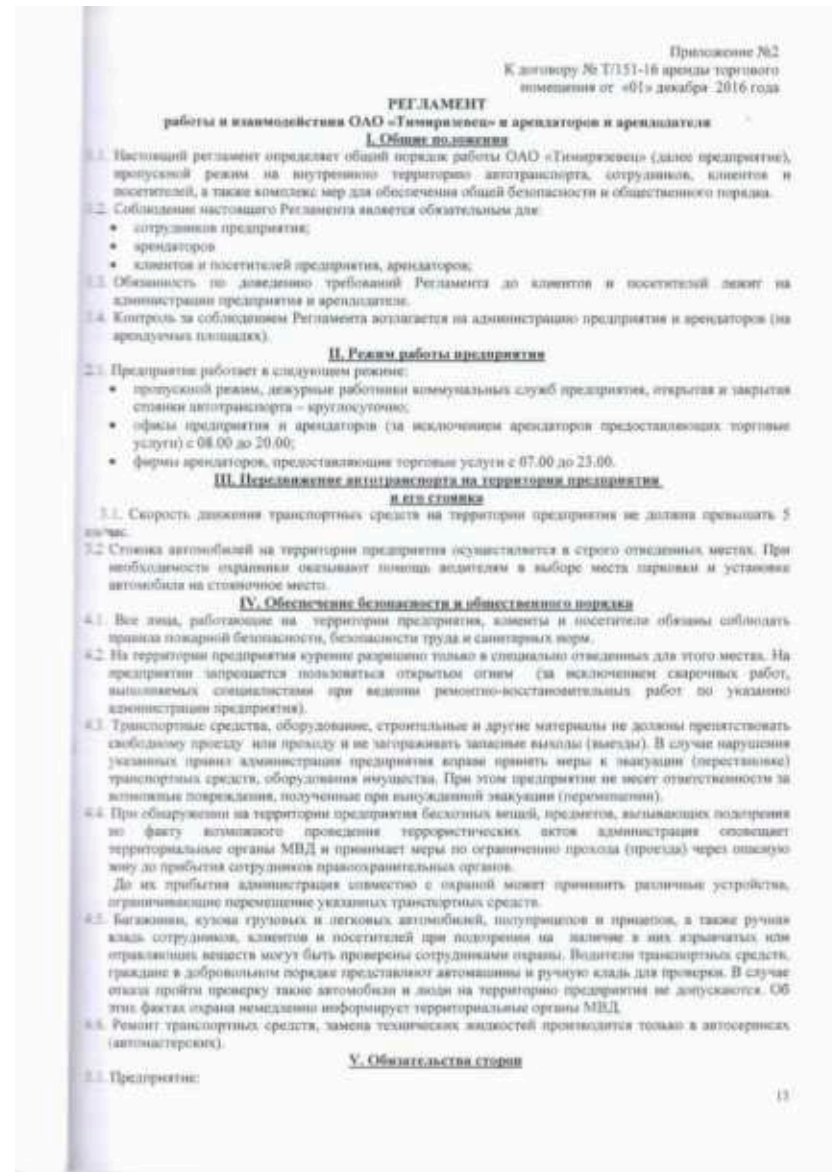 Приложение №2
К договору № Т/151-16 аренды торгового
помещения от «01» декабря 2016 года
РЕГЛАМЕНТ
работы и взаимодействия ОАО «Тимирязевец» и арендаторов и арендодателя
I. Общие положения
Настоящий регламент определяет общий порядок работы ОАО «Тимирязевец» (далее предприятие),
пропускной режим на внутреннюю территорию автотранспорта, сотрудников, клиентов и
посетителей, а также комплекс мер для обеспечения общей безопасности и общественного порядка.
Соблюдение настоящего Регламента является обязательным для:
• сотрудников предприятия;
• арендаторов
• клиентов и посетителей предприятия, арендаторов;
Обязанность по доведению требований Регламента до клиентов и посетителей лежит на
администрации предприятия и арендодателе.
Контроль за соблюдением Регламента возлагается на администрацию предприятия и арендаторов (на
арендуемых площадях).
II. Режим работы предприятия
2.1. Предприятие работает в следующем режиме:
• пропускной режим, дежурные работники коммунальных служб предприятия, открытая и закрытая
стоянки автотранспорта – круглосуточно;
• офисы предприятия и арендаторов (за исключением арендаторов предоставляющих торговые
услуги) с 08.00 до 20.00;
• фирмы арендаторов, предоставляющие торговые услуги с 07.00 до 23.00.
III. Передвижение автотранспорта на территории предприятия
и его стоянка
3.1. Скорость движения транспортных средств на территории предприятия не должна превышать 5
км/час.
3.2 Стоянка автомобилей на территории предприятия осуществляется в строго отведенных местах. При
необходимости охранники оказывают помощь водителям в выборе места парковки и установке
автомобиля на стояночное место.
IV. Обеспечение безопасности и общественного порядка
4.1. Все лица, работающие на территории предприятия, клиенты и посетители обязаны соблюдать
правила пожарной безопасности, безопасности труда и санитарных норм.
4.2. На территории предприятия курение разрешено только в специально отведенных для этого местах. На
предприятии запрещается пользоваться открытым огнем (за исключением сварочных работ,
выполняемых специалистами при ведении ремонтно-восстановительных работ по указанию
администрации предприятия).
4.3. Транспортные средства, оборудование, строительные и другие материалы не должны препятствовать
свободному проезду или проходу и не загораживать запасные выходы (выезды). В случае нарушения
указанных правил администрация предприятия вправе принять меры к эвакуации (перестановке)
транспортных средств, оборудования имущества. При этом предприятие не несет ответственности за
возможные повреждения, полученные при вынужденной эвакуации (перемещении).
4.4. При обнаружении на территории предприятия бесхозных вещей, предметов, вызывающих подозрения
по факту возможного проведения террористических актов администрация оповещает
территориальные органы МВД и принимает меры по ограничению прохода (проезда) через опасную
зону до прибытия сотрудников правоохранительных органов.
До их прибытия администрация совместно с охраной может применить различные устройства,
ограничивающие перемещение указанных транспортных средств.
4.5. Багажники, кузова грузовых и легковых автомобилей, полуприцепов и прицепов, а также ручная
кладь сотрудников, клиентов и посетителей при подозрении на наличие в них взрывчатых или
отравляющих веществ могут быть проверены сотрудниками охраны. Водители транспортных средств,
граждане в добровольном порядке представляют автомашины и ручную кладь для проверки. В случае
отказа пройти проверку такие автомобили и люди на территорию предприятия не допускаются. Об
этих фактах охрана немедленно информирует территориальные органы МВД.
4.6. Ремонт транспортных средств, замена технических жидкостей производится только в автосервисах
(автомастерских).
V. Обязательства сторон
Предприятие:
13